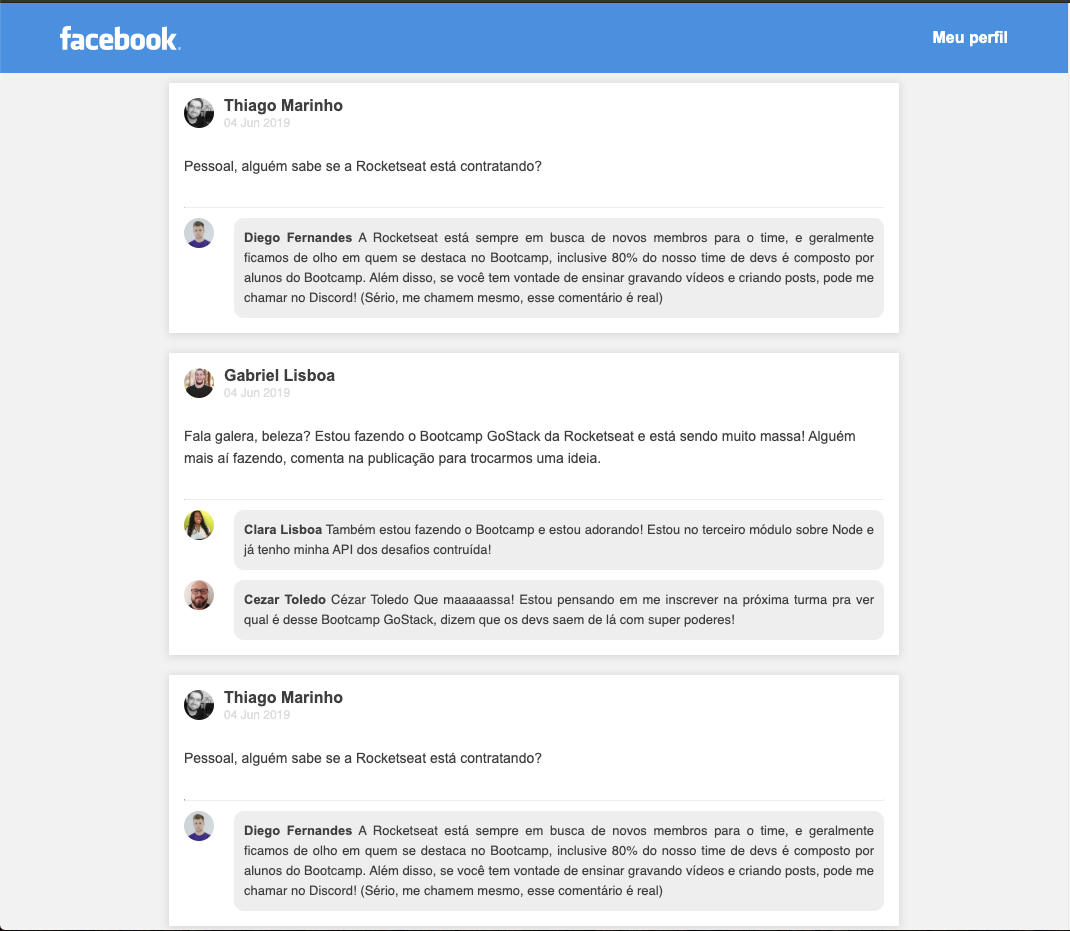 facebook.
Meu perfil
Thiago Marinho
04 Jun 2019
Pessoal, alguém sabe se a Rocketseat está contratando?
Diego Fernandes A Rocketseat está sempre em busca de novos membros para o time, e geralmente
ficamos de olho em quem se destaca no Bootcamp, inclusive 80% do nosso time de devs é composto por
alunos do Bootcamp. Além disso, se você tem vontade de ensinar gravando vídeos e criando posts, pode me
chamar no Discord! (Sério, me chamem mesmo, esse comentário é real)
Gabriel Lisboa
04 Jun 2019
Fala galera, beleza? Estou fazendo o Bootcamp GoStack da Rocketseat e está sendo muito massa! Alguém
mais aí fazendo, comenta na publicação para trocarmos uma ideia.
Clara Lisboa Também estou fazendo o Bootcamp e estou adorando! Estou no terceiro módulo sobre Node e
já tenho minha API dos desafios contruída!
Cezar Toledo Cézar Toledo Que maaaaassa! Estou pensando em me inscrever na próxima turma pra ver
qual é desse Bootcamp GoStack, dizem que os devs saem de lá com super poderes!
Thiago Marinho
04 Jun 2019
Pessoal, alguém sabe se a Rocketseat está contratando?
Diego Fernandes A Rocketseat está sempre em busca de novos membros para o time, e geralmente
ficamos de olho em quem se destaca no Bootcamp, inclusive 80% do nosso time de devs é composto por
alunos do Bootcamp. Além disso, se você tem vontade de ensinar gravando vídeos e criando posts, pode me
chamar no Discord! (Sério, me chamem mesmo, esse comentário é real)